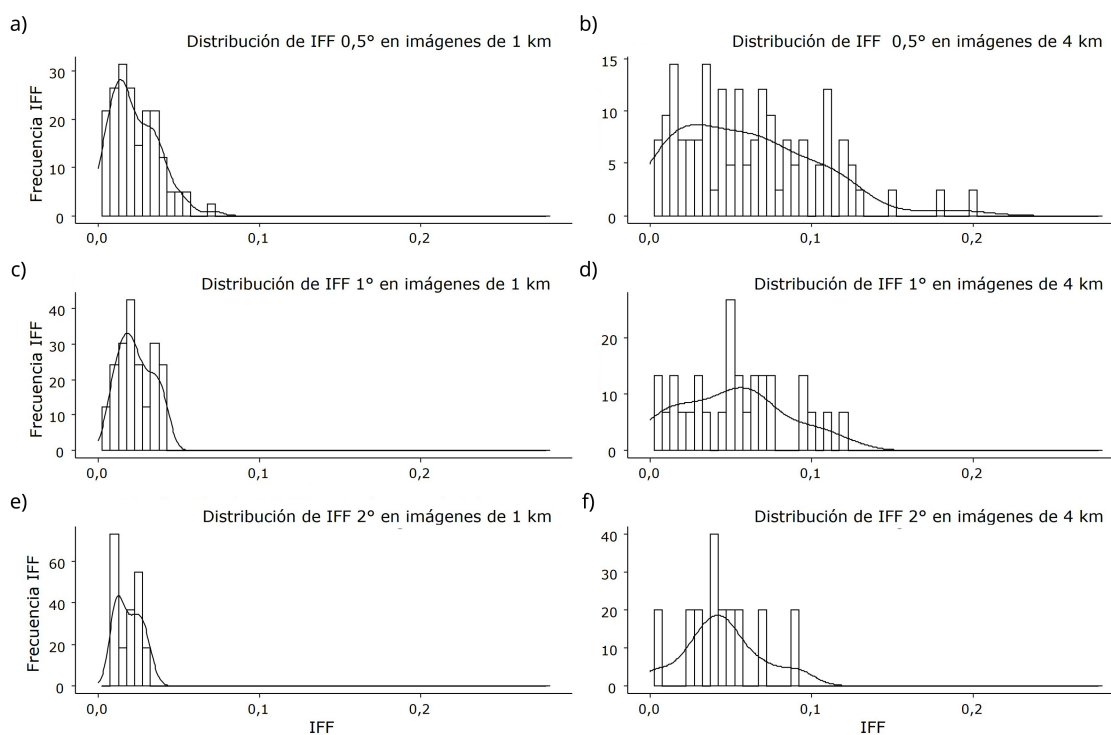 a)
Distribución de IFF 0,5° en imágenes de 1 km
Frecuencia IFF
30
20
10
0
0,0 0,1 0,2
b)
Distribución de IFF 0,5° en imágenes de 4 km
15
10
5
0
0,0 0,1 0,2
c)
Distribución de IFF 1° en imágenes de 1 km
Frecuencia IFF
40
30
20
10
0
0,0 0,1 0,2
d)
Distribución de IFF 1° en imágenes de 4 km
20
10
0
0,0 0,1 0,2
e)
Distribución de IFF 2° en imágenes de 1 km
Frecuencia IFF
60
40
20
0
0,0 0,1 0,2
IFF
f)
Distribución de IFF 2° en imágenes de 4 km
40
30
20
10
0
0,0 0,1 0,2
IFF